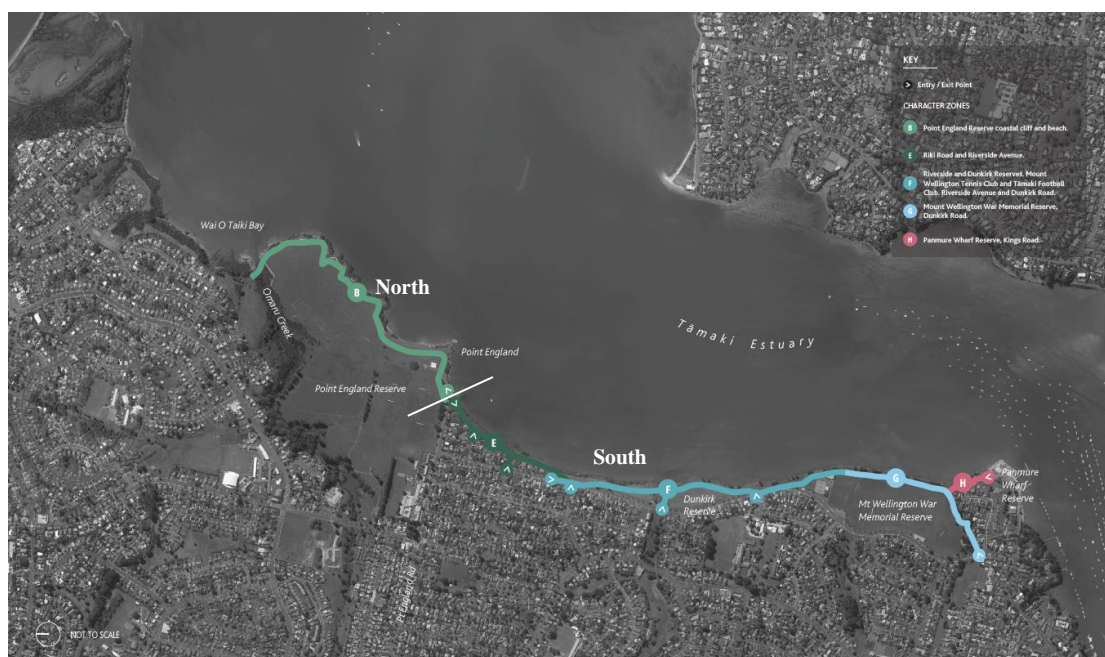 KEY
> Entry / Exit Point
CHARACTER ZONES
B Point England Reserve coastal cliff and beach.
E Riki Road and Riverside Avenue.
F Riverside and Dunkirk Reserves. Mount
Wellington Tennis Club and Tāmaki Football
Club. Riverside Avenue and Dunkirk Road.
G Mount Wellington War Memorial Reserve,
Dunkirk Road.
H Panmure Wharf Reserve, Kings Road.
Wai O Taiki Bay
Omaru Creek
B
North
Tāmaki Estuary
Point England
Point England Reserve
E
South
F
Dunkirk
Reserve
G
Mt Wellington War
Memorial Reserve
H
Panmure
Wharf
Reserve
Pt England Rd
NOT TO SCALE